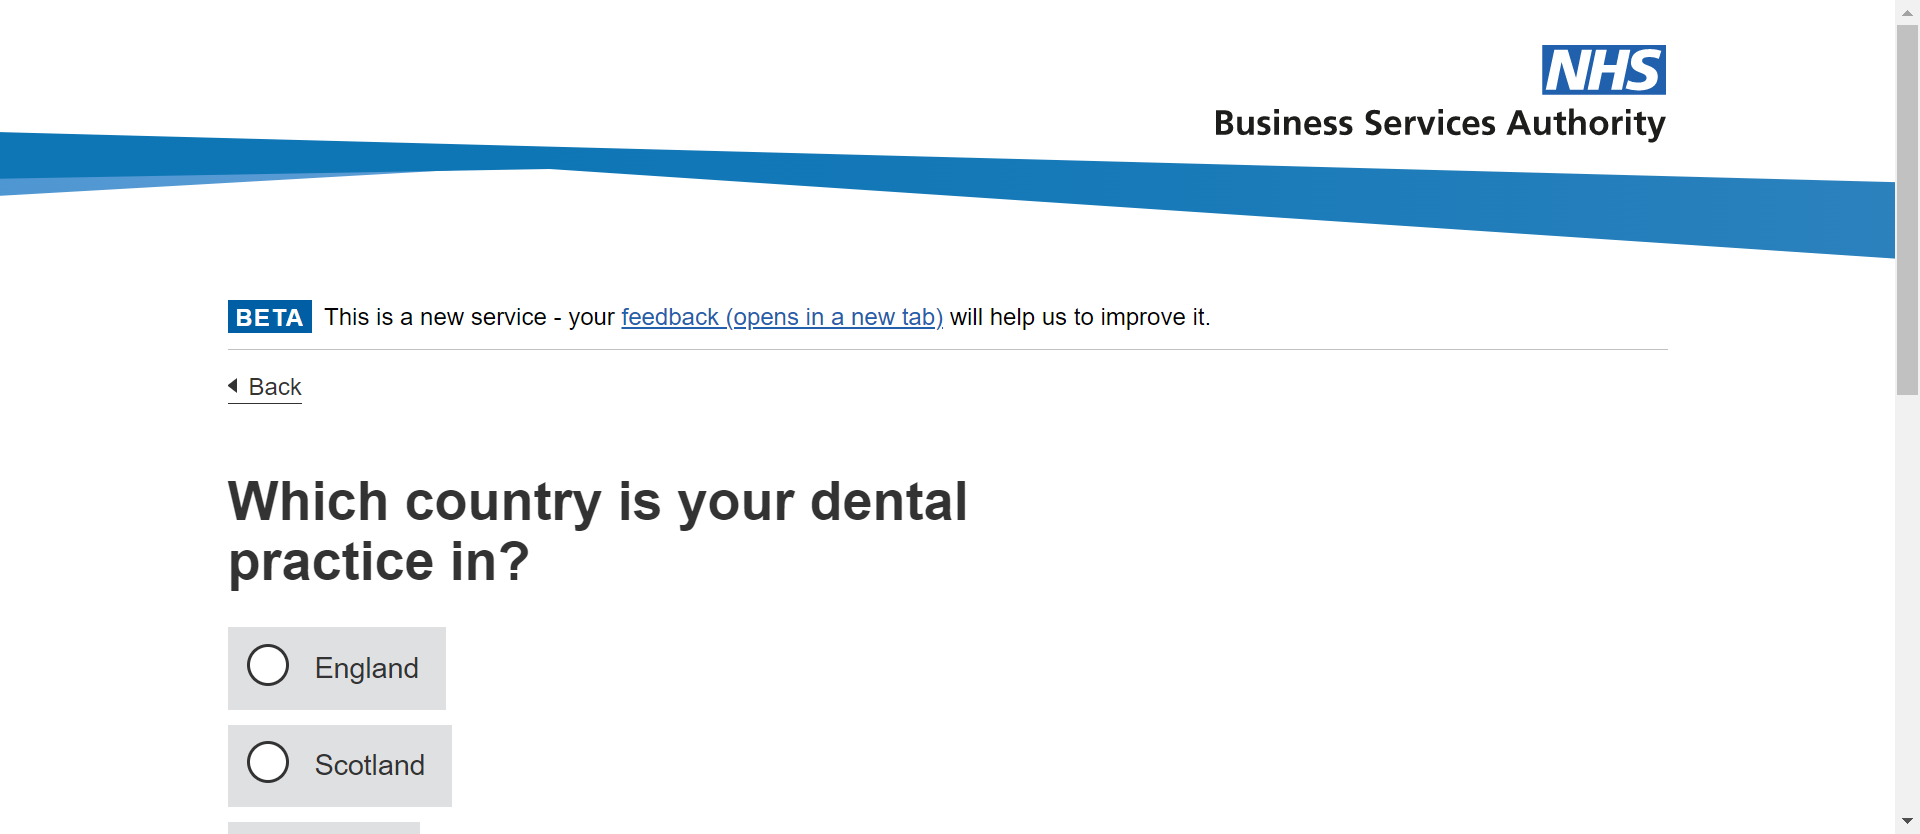 NHS
Business Services Authority
BETA This is a new service - your feedback (opens in a new tab) will help us to improve it.
Back
Which country is your dental
practice in?
England
Scotland